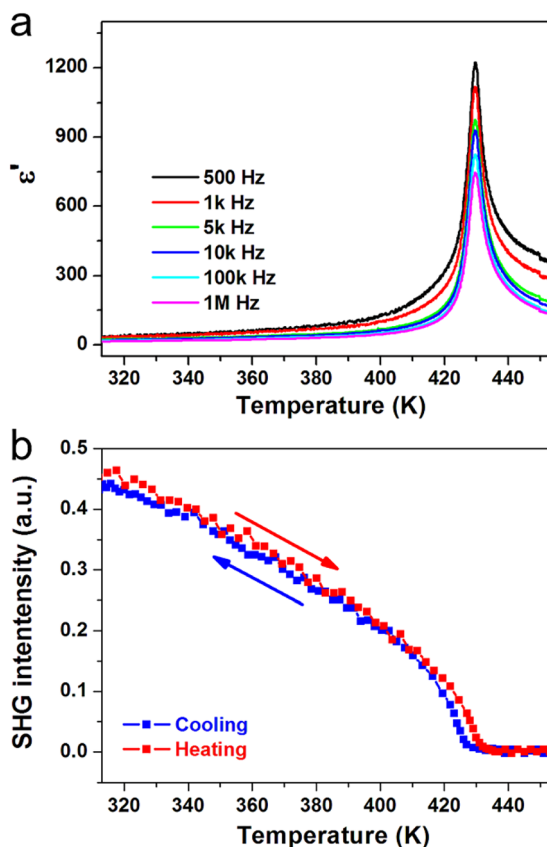 a
1200
900
600
300
0
ε'
500 Hz
1k Hz
5k Hz
10k Hz
100k Hz
1M Hz
320 340 360 380 400 420 440
Temperature (K)
b
0.5
0.4
0.3
0.2
0.1
0.0
SHG intentensity (a.u.)
Cooling
Heating
320 340 360 380 400 420 440
Temperature (K)